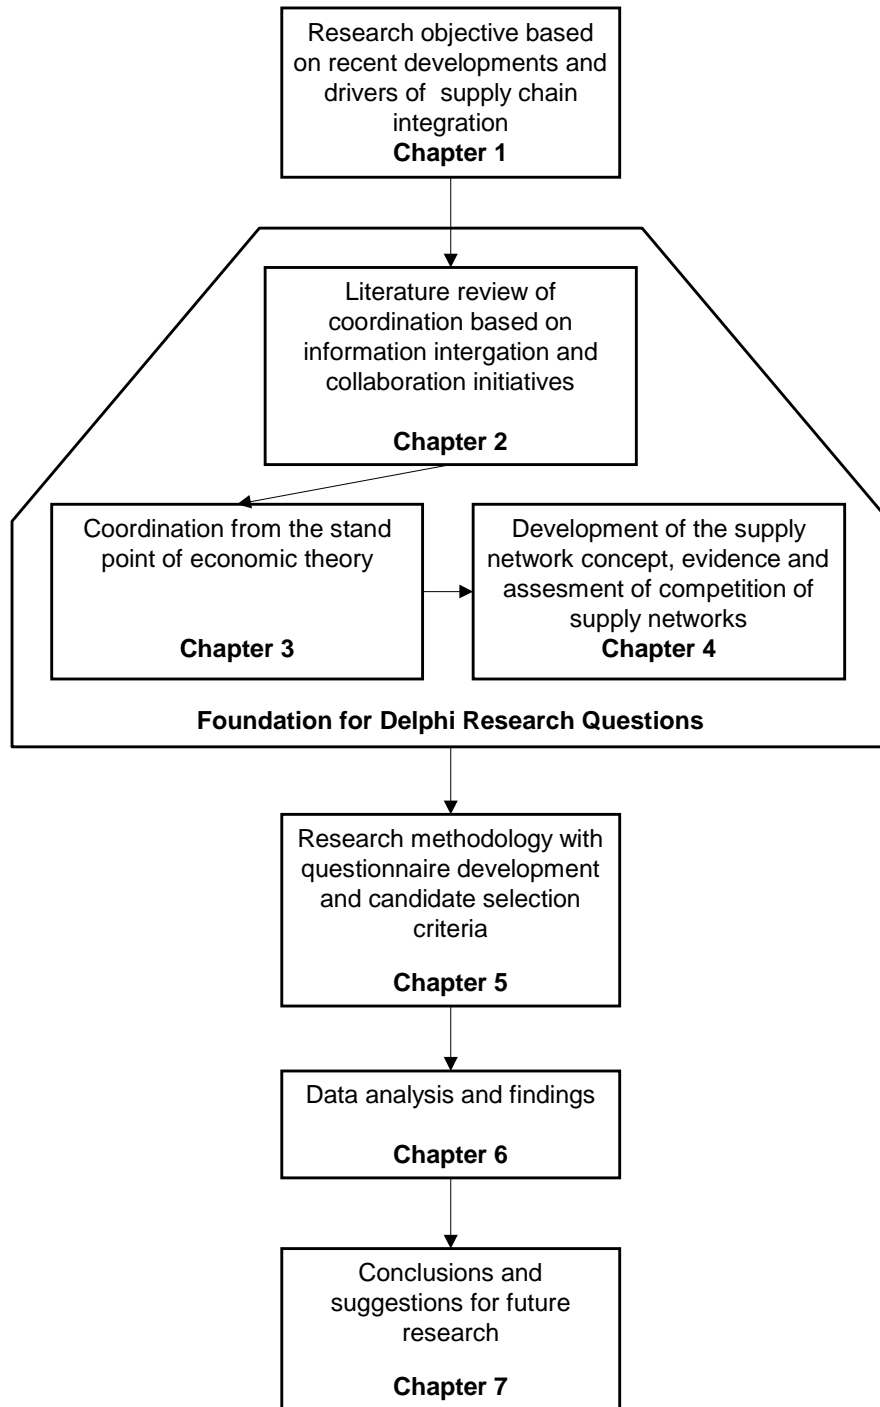 Research objective based
on recent developments and
drivers of supply chain
integration
Chapter 1
Literature review of
coordination based on
information intergation and
collaboration initiatives
Chapter 2
Coordination from the stand
point of economic theory
Chapter 3
Development of the supply
network concept, evidence and
assesment of competition of
supply networks
Chapter 4
Foundation for Delphi Research Questions
Research methodology with
questionnaire development
and candidate selection
criteria
Chapter 5
Data analysis and findings
Chapter 6
Conclusions and
suggestions for future
research
Chapter 7